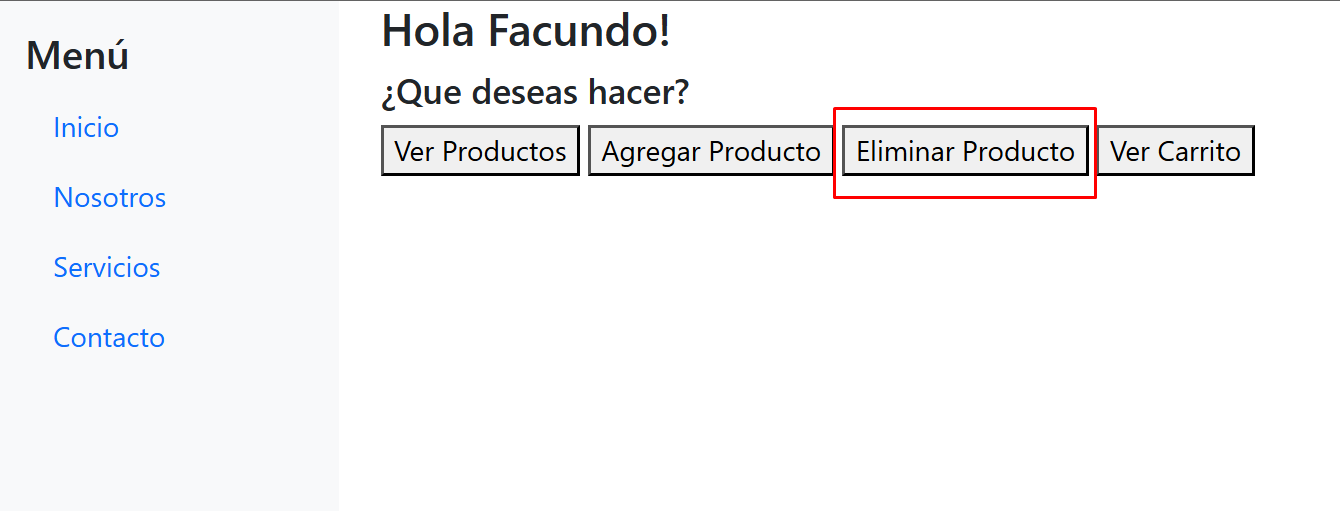 Menú
Inicio
Nosotros
Servicios
Contacto
Hola Facundo!
¿Que deseas hacer?
Ver Productos Agregar Producto Eliminar Producto Ver Carrito